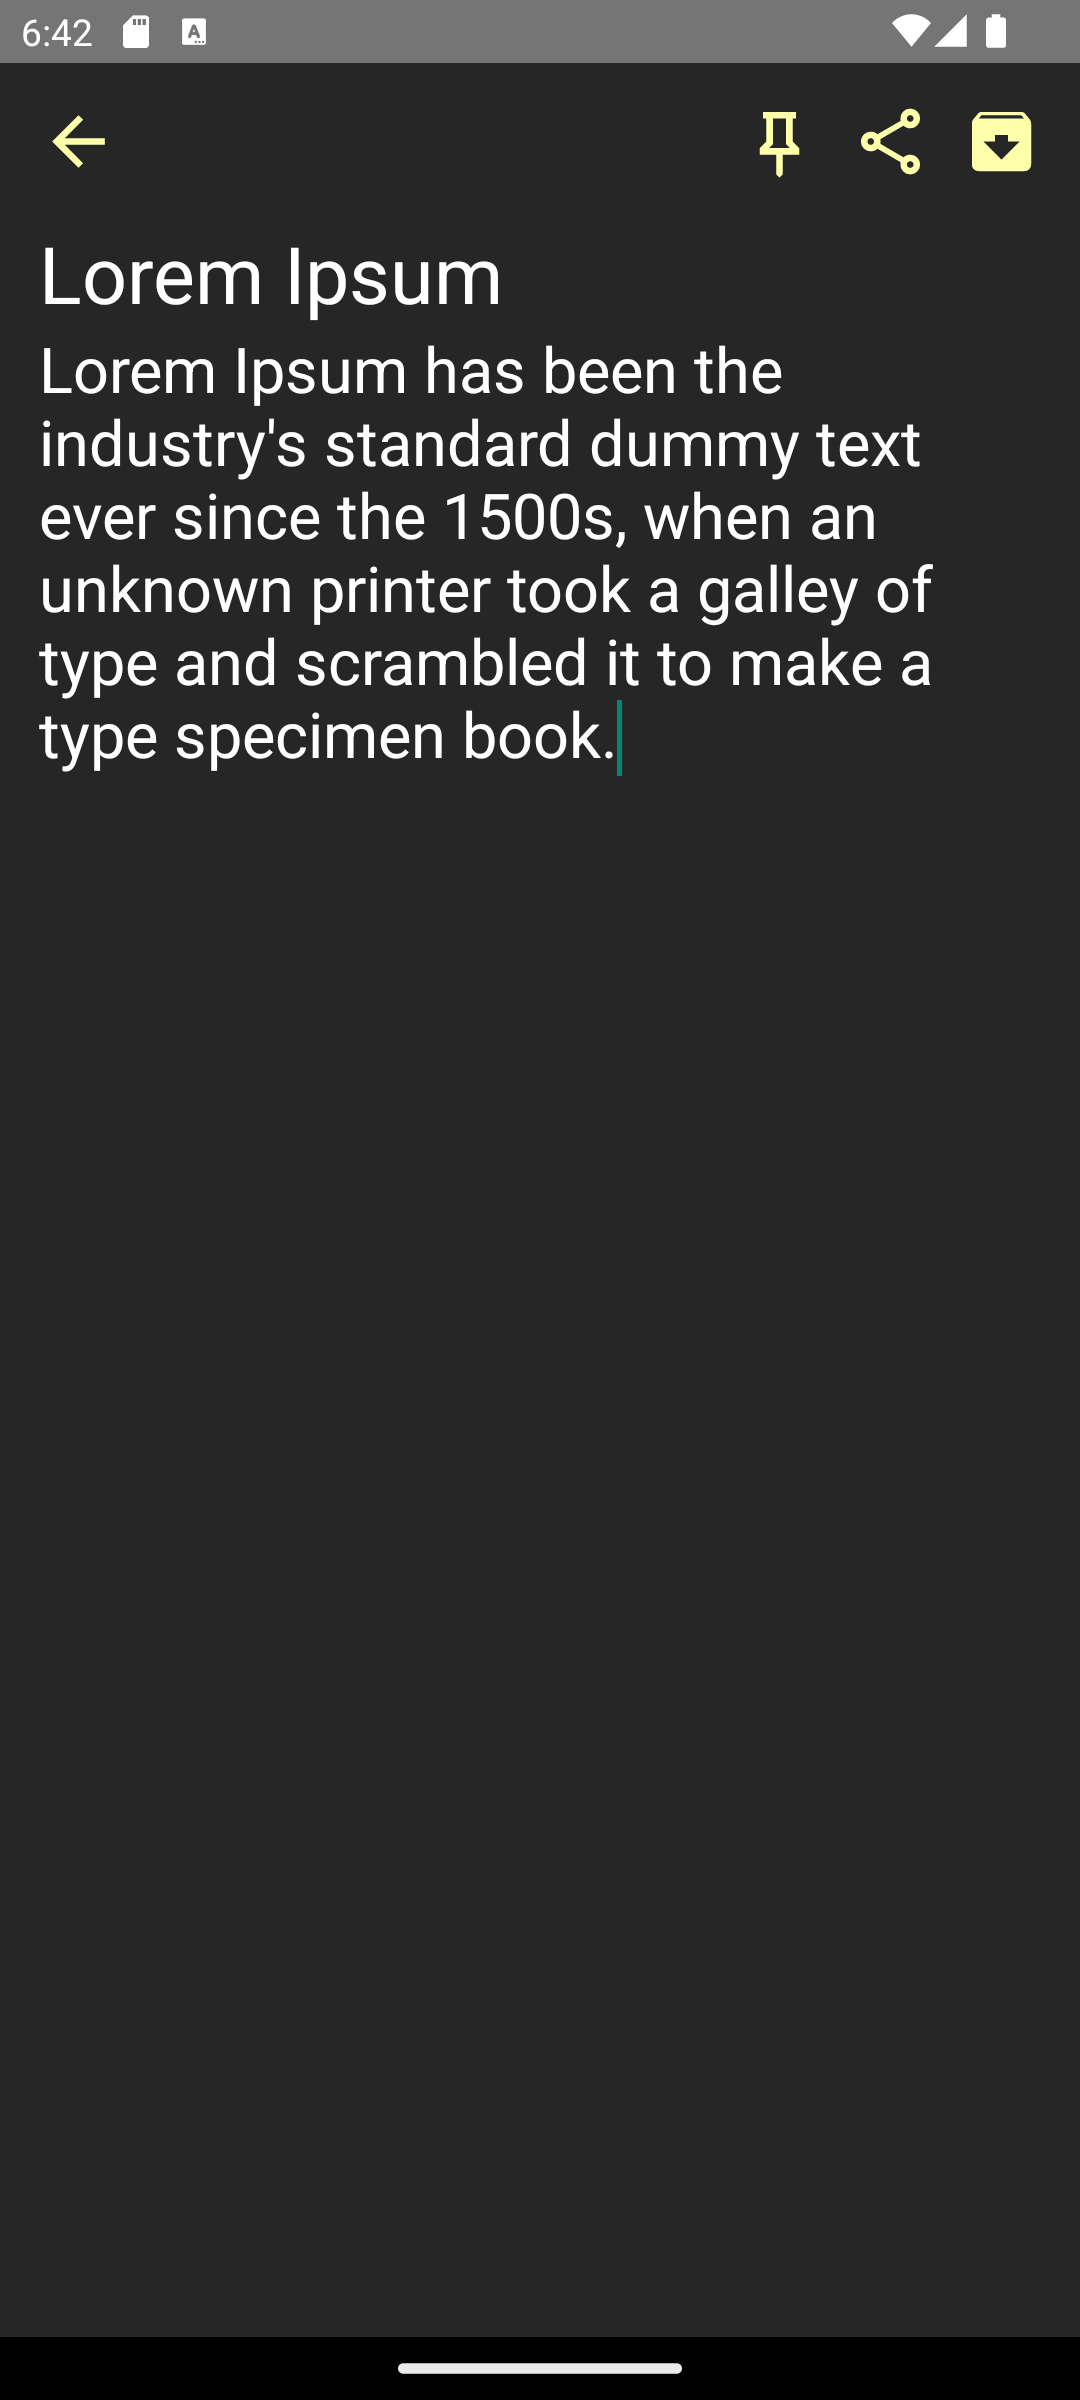 6:42
Lorem Ipsum
Lorem Ipsum has been the
industry's standard dummy text
ever since the 1500s, when an
unknown printer took a galley of
type and scrambled it to make a
type specimen book.